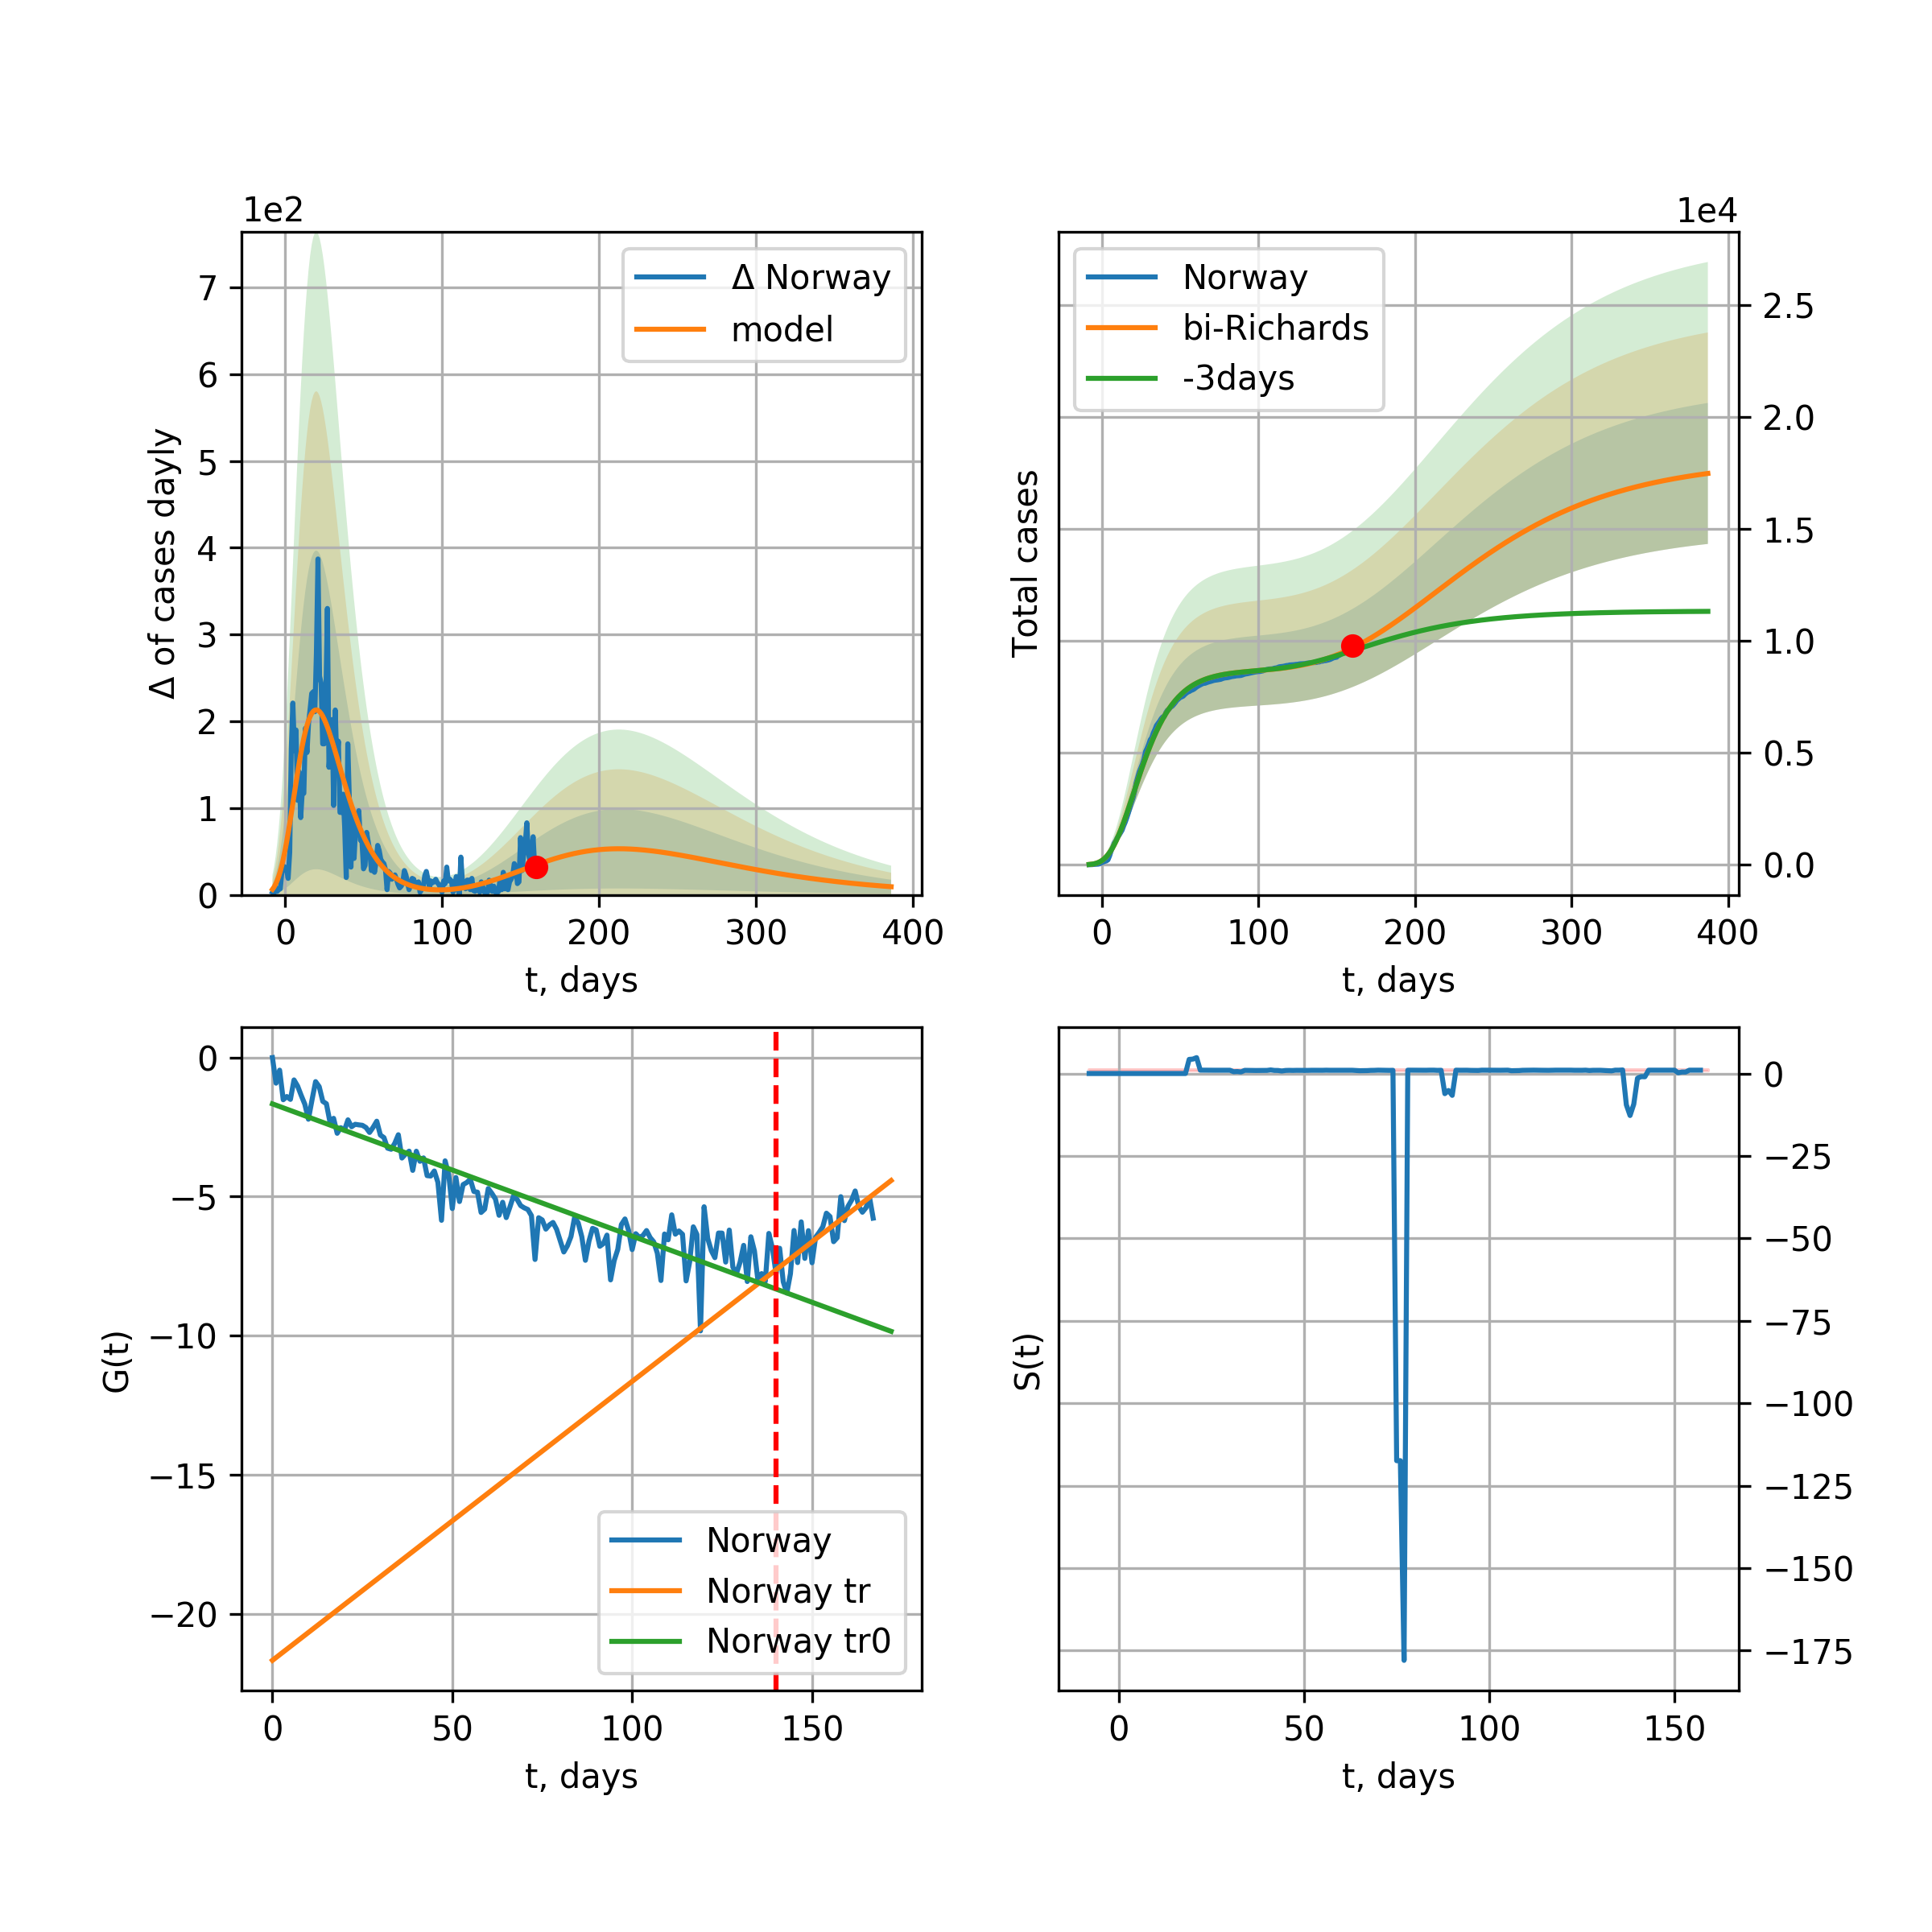 1e2
Δ of cases dayly
7
6
5
4
3
2
1
0
0 100 200 300 400
t, days
Δ Norway
model
1e4
Total cases
2.5
2.0
1.5
1.0
0.5
0.0
0 100 200 300 400
t, days
Norway
bi-Richards
-3days
G(t)
0
−5
−10
−15
−20
0 50 100 150
t, days
Norway
Norway tr
Norway tr0
S(t)
0
−25
−50
−75
−100
−125
−150
−175
0 50 100 150
t, days